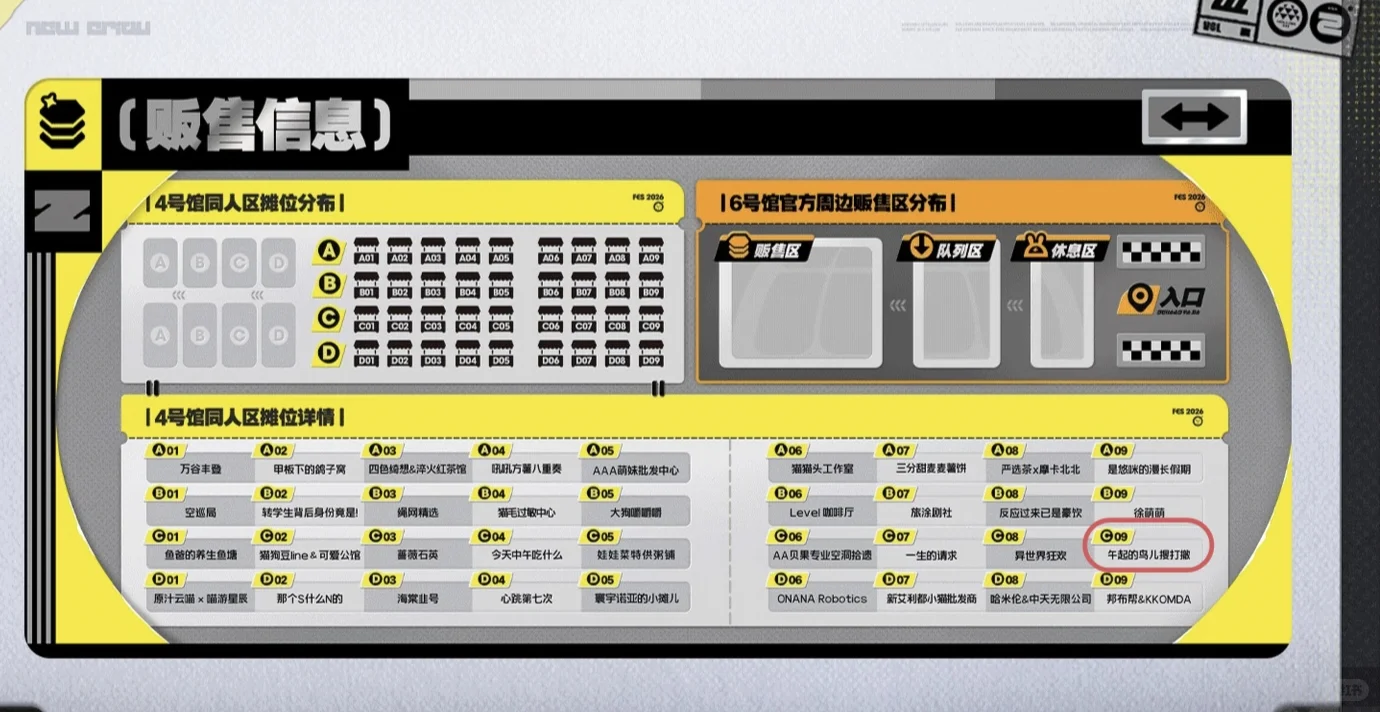 VOL
2
(贩售信息)
4号馆同人区摊位分布
FES 2026
A B C D
A B C D
A A01 A02 A03 A04 A05 A06 A07 A08 A09
B B01 B02 B03 B04 B05 B06 B07 B08 B09
C C01 C02 C03 C04 C05 C06 C07 C08 C09
D D01 D02 D03 D04 D05 D06 D07 D08 D09
6号馆官方周边贩售区分布
FES 2026
贩售区 队列区 休息区
入口
4号馆同人区摊位详情
FES 2026
A01 A02 A03 A04 A05 A06 A07 A08 A09
万谷丰登 甲板下的鸽子窝 四色绮想&淬火红茶馆 吼吼方薯八重奏 AAA萌妹批发中心 猫猫头工作室 三分甜麦麦薯饼 严选茶x摩卡北北 是悠咪的漫长假期
B01 B02 B03 B04 B05 B06 B07 B08 B09
空巡局 转学生背后身份竟是! 绳网精选 猫毛过敏中心 大狗嚼嚼嚼 Level 咖啡厅 旅涂剧社 反应过来已是豪饮 徐萌萌
C01 C02 C03 C04 C05 C06 C07 C08 C09
鱼爸的养生鱼塘 猫狗豆line&可爱公馆 蔷薇石英 今天中午吃什么 娃娃菜特供粥铺 AA贝果专业空洞拾遗 一生的请求 异世界狂欢 午起的鸟儿搜打撤
D01 D02 D03 D04 D05 D06 D07 D08 D09
原汁云喵×喵游星辰 那个S什么N的 海棠韭号 心跳第七次 寰宇诺亚的小摊儿 ONANA Robotics 新艾利都小猫批发商 哈米伦&中天无限公司 邦布帮&KKOMDA